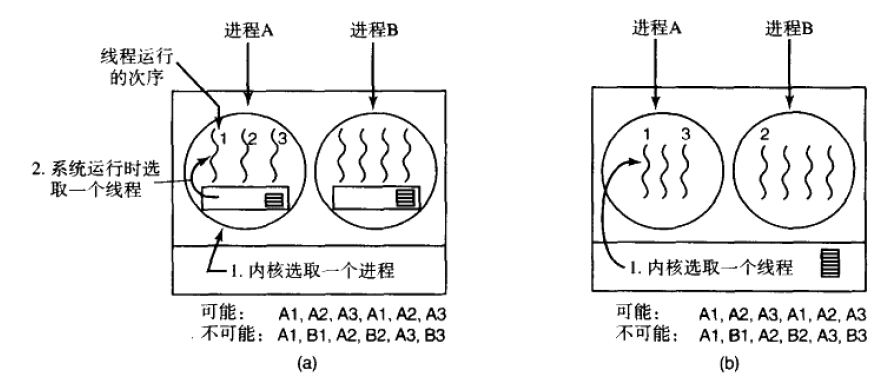 进程A
进程B
线程运行
的次序
1
2
3
2. 系统运行时选
取一个线程
1. 内核选取一个进程
可能： A1, A2, A3, A1, A2, A3
不可能： A1, B1, A2, B2, A3, B3
(a)
进程A
进程B
1
3
2
1. 内核选取一个线程
可能： A1, A2, A3, A1, A2, A3
不可能： A1, B1, A2, B2, A3, B3
(b)